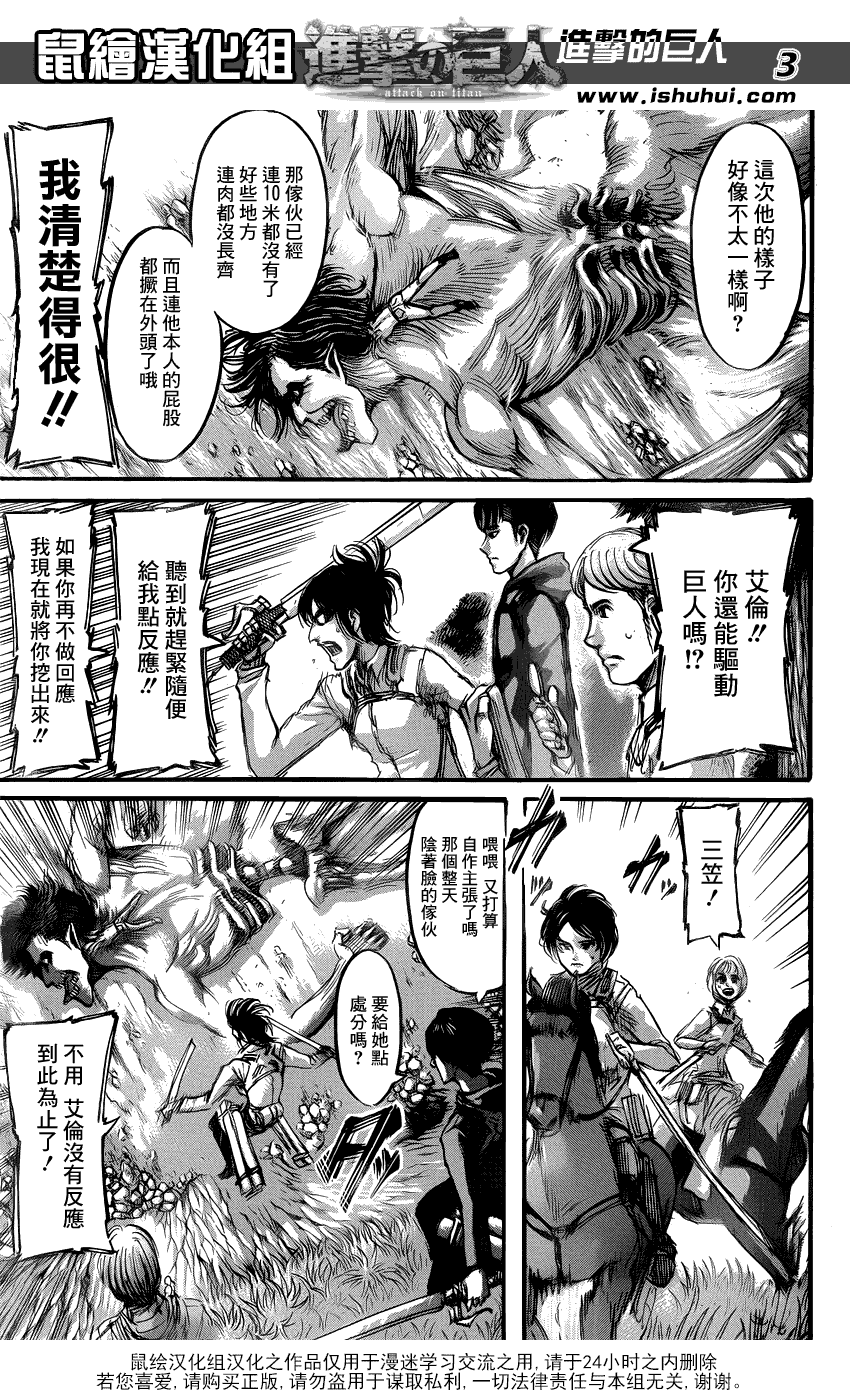 鼠繪漢化組
進撃の巨人
attack on titan
進擊的巨人
3
www.ishuhui.com
這次他的樣子
好像不太一樣啊?
那傢伙已經
連10米都沒有了
好些地方
連肉都沒長齊
而且連他本人的屁股
都撅在外頭了哦
我清楚得很!!
艾倫!!
你還能驅動
巨人嗎!?
聽到就趕緊隨便
給我點反應!!
如果你再不做回應
我現在就將你挖出來!!
三笠!
喂喂 又打算
自作主張了嗎
那個整天
陰著臉的傢伙
要給她點
處分嗎?
不用 艾倫沒有反應
到此為止了!
鼠绘汉化组汉化之作品仅用于漫迷学习交流之用, 请于24小时之内删除
若您喜爱, 请购买正版, 请勿用于谋取私利, 一切法律责任与本组无关, 谢谢。